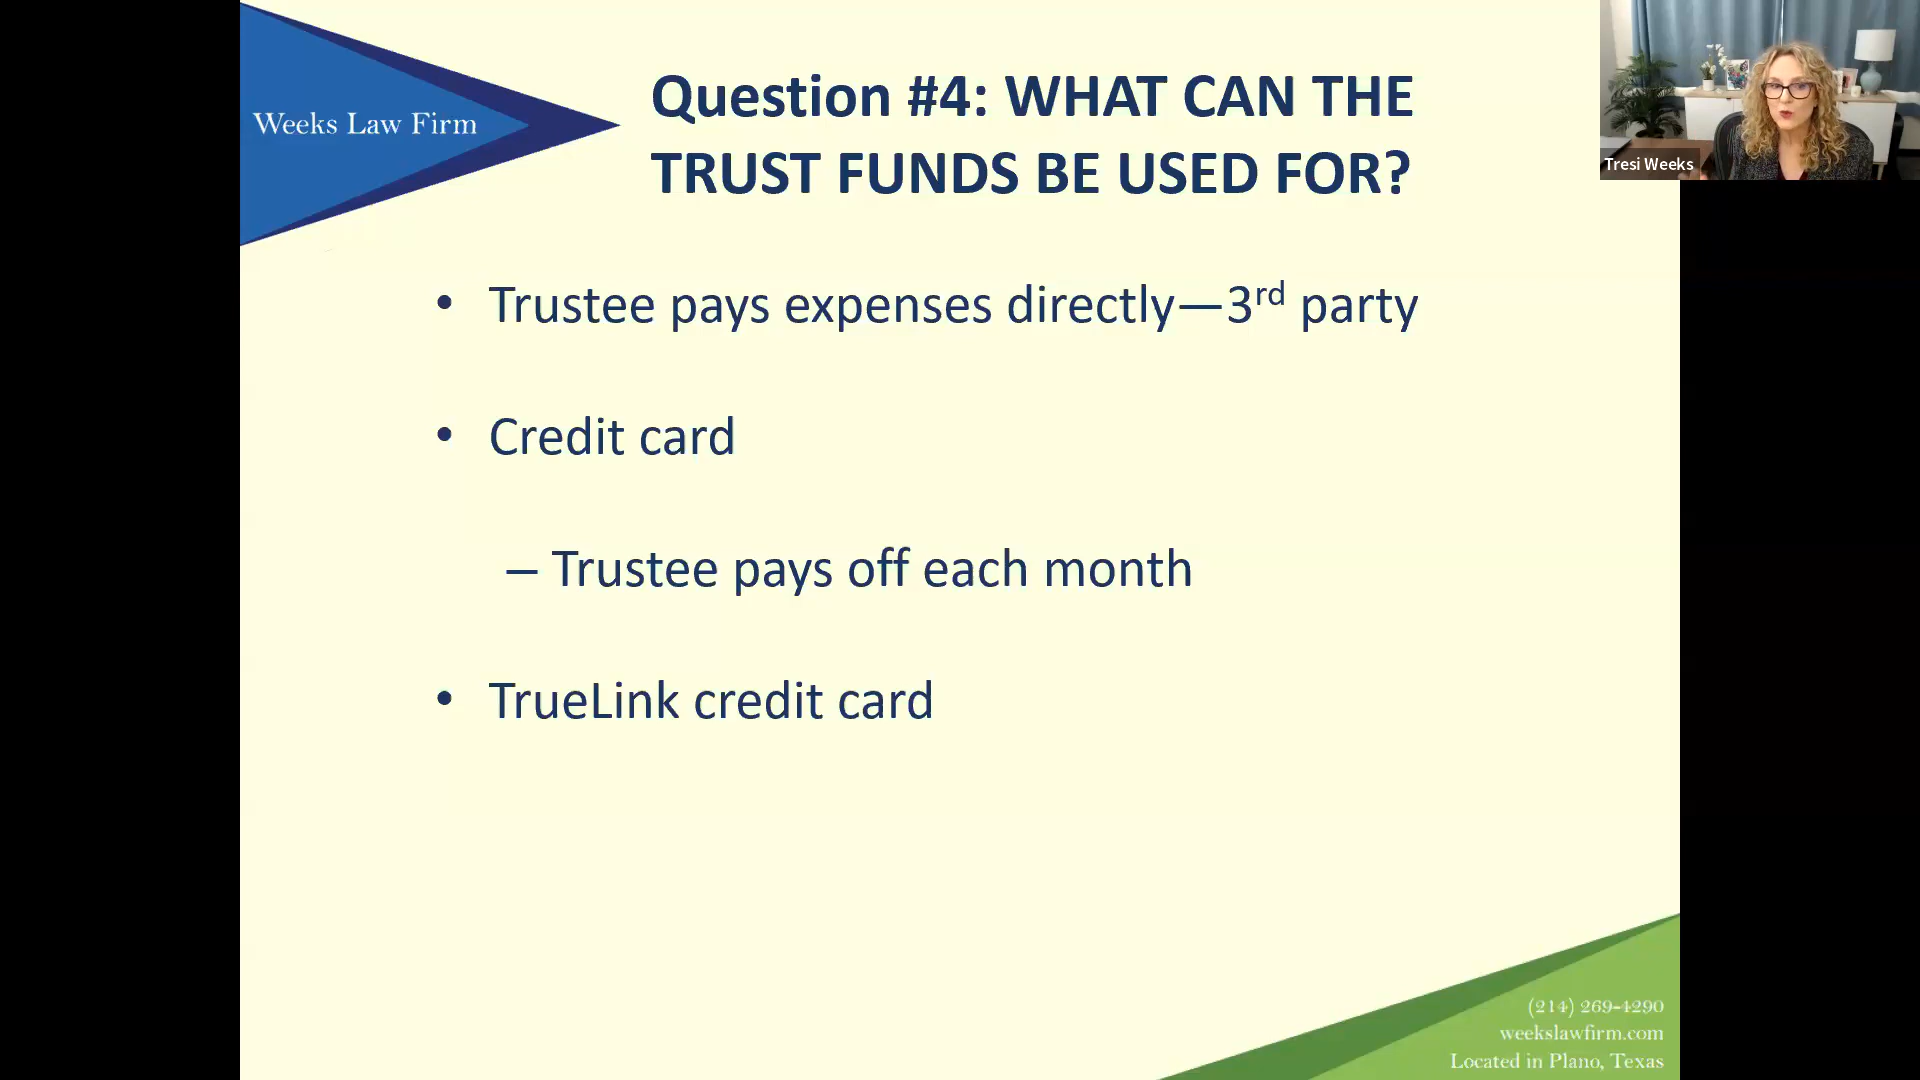 Weeks Law Firm
Question #4: WHAT CAN THE
TRUST FUNDS BE USED FOR?
Tresi Weeks
• Trustee pays expenses directly—3rd party
• Credit card
– Trustee pays off each month
• TrueLink credit card
(214) 269-4290
weekslawfirm.com
Located in Plano, Texas